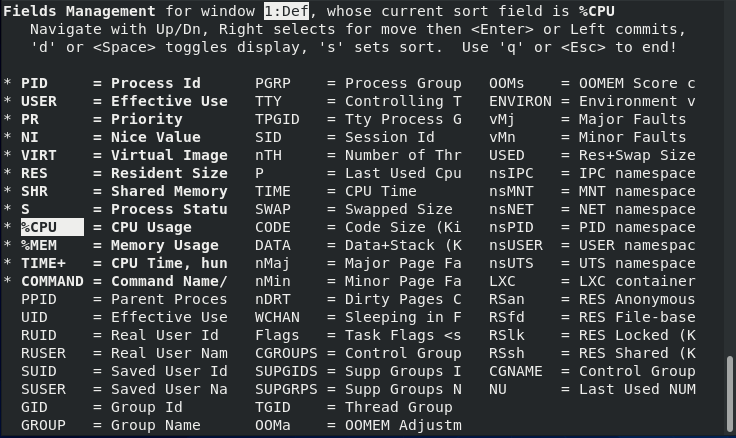 Fields Management for window 1:Def, whose current sort field is %CPU
   Navigate with Up/Dn, Right selects for move then <Enter> or Left commits,
   'd' or <Space> toggles display, 's' sets sort.  Use 'q' or <Esc> to end!

* PID     = Process Id      PGRP    = Process Group   OOMs    = OOMEM Score c
* USER    = Effective Use   TTY     = Controlling T   ENVIRON = Environment v
* PR      = Priority        TPGID   = Tty Process G   vMj     = Major Faults
* NI      = Nice Value      SID     = Session Id      vMn     = Minor Faults
* VIRT    = Virtual Image   nTH     = Number of Thr   USED    = Res+Swap Size
* RES     = Resident Size   P       = Last Used Cpu   nsIPC   = IPC namespace
* SHR     = Shared Memory   TIME    = CPU Time        nsMNT   = MNT namespace
* S       = Process Statu   SWAP    = Swapped Size    nsNET   = NET namespace
* %CPU    = CPU Usage       CODE    = Code Size (Ki   nsPID   = PID namespace
* %MEM    = Memory Usage    DATA    = Data+Stack (K   nsUSER  = USER namespac
* TIME+   = CPU Time, hun   nMaj    = Major Page Fa   nsUTS   = UTS namespace
* COMMAND = Command Name/   nMin    = Minor Page Fa   LXC     = LXC container
  PPID    = Parent Proces   nDRT    = Dirty Pages C   RSan    = RES Anonymous
  UID     = Effective Use   WCHAN   = Sleeping in F   RSfd    = RES File-base
  RUID    = Real User Id    Flags   = Task Flags <s   RSlk    = RES Locked (K
  RUSER   = Real User Nam   CGROUPS = Control Group   RSsh    = RES Shared (K
  SUID    = Saved User Id   SUPGIDS = Supp Groups I   CGNAME  = Control Group
  SUSER   = Saved User Na   SUPGRPS = Supp Groups N   NU      = Last Used NUM
  GID     = Group Id        TGID    = Thread Group
  GROUP   = Group Name      OOMa    = OOMEM Adjustm